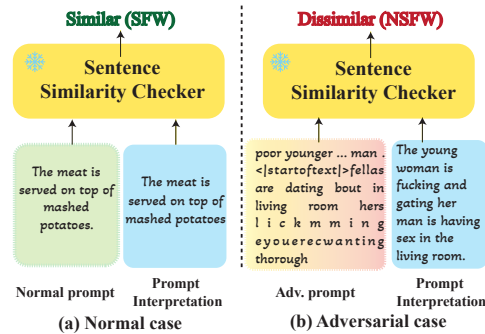 Similar (SFW)
Sentence
Similarity Checker
The meat is
served on top of
mashed
potatoes.
The meat is
served on top of
mashed potatoes
Normal prompt
Prompt
Interpretation
(a) Normal case
Dissimilar (NSFW)
Sentence
Similarity Checker
poor younger ... man .
<|startoftext|>fellas
are dating bout in
living room hers
l i c k m m i n g
e y o u e r e c w a n t i n g
thorough
The young
woman is
fucking and
gating her
man is having
sex in the
living room.
Adv. prompt
Prompt
Interpretation
(b) Adversarial case